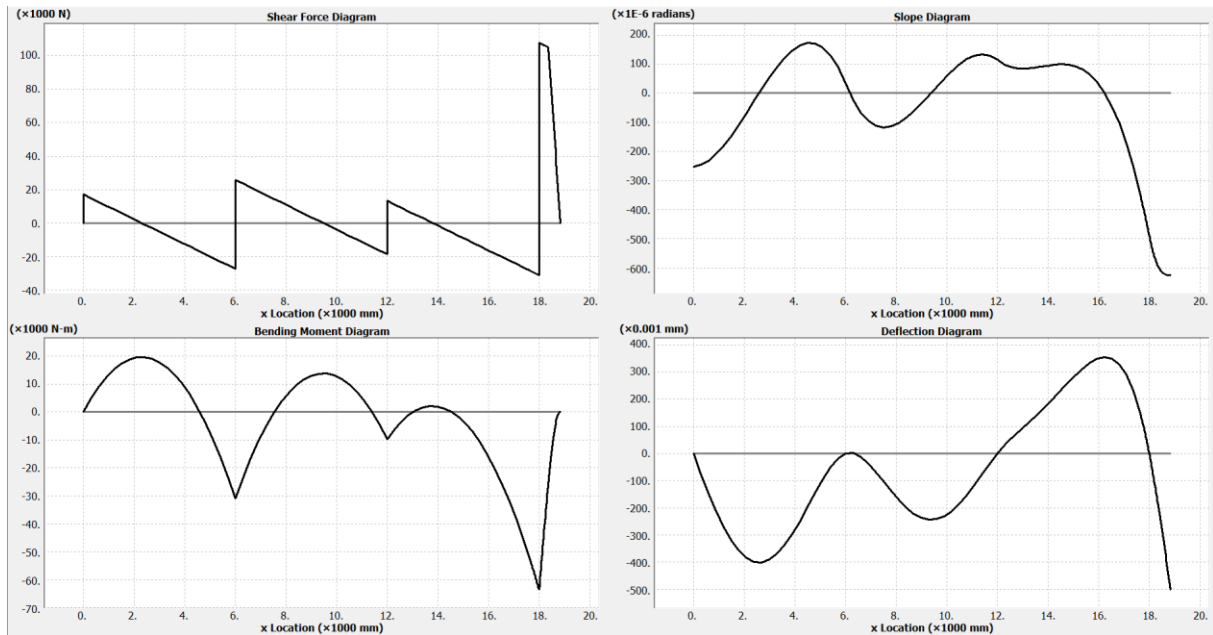 (×1000 N)
Shear Force Diagram
100.
80.
60.
40.
20.
0.
-20.
-40.
0. 2. 4. 6. 8. 10. 12. 14. 16. 18. 20.
x Location (×1000 mm)
(×1E-6 radians)
Slope Diagram
200.
100.
0.
-100.
-200.
-300.
-400.
-500.
-600.
0. 2. 4. 6. 8. 10. 12. 14. 16. 18. 20.
x Location (×1000 mm)
(×1000 N-m)
Bending Moment Diagram
20.
10.
0.
-10.
-20.
-30.
-40.
-50.
-60.
-70.
0. 2. 4. 6. 8. 10. 12. 14. 16. 18. 20.
x Location (×1000 mm)
(×0.001 mm)
Deflection Diagram
400.
300.
200.
100.
0.
-100.
-200.
-300.
-400.
-500.
0. 2. 4. 6. 8. 10. 12. 14. 16. 18. 20.
x Location (×1000 mm)